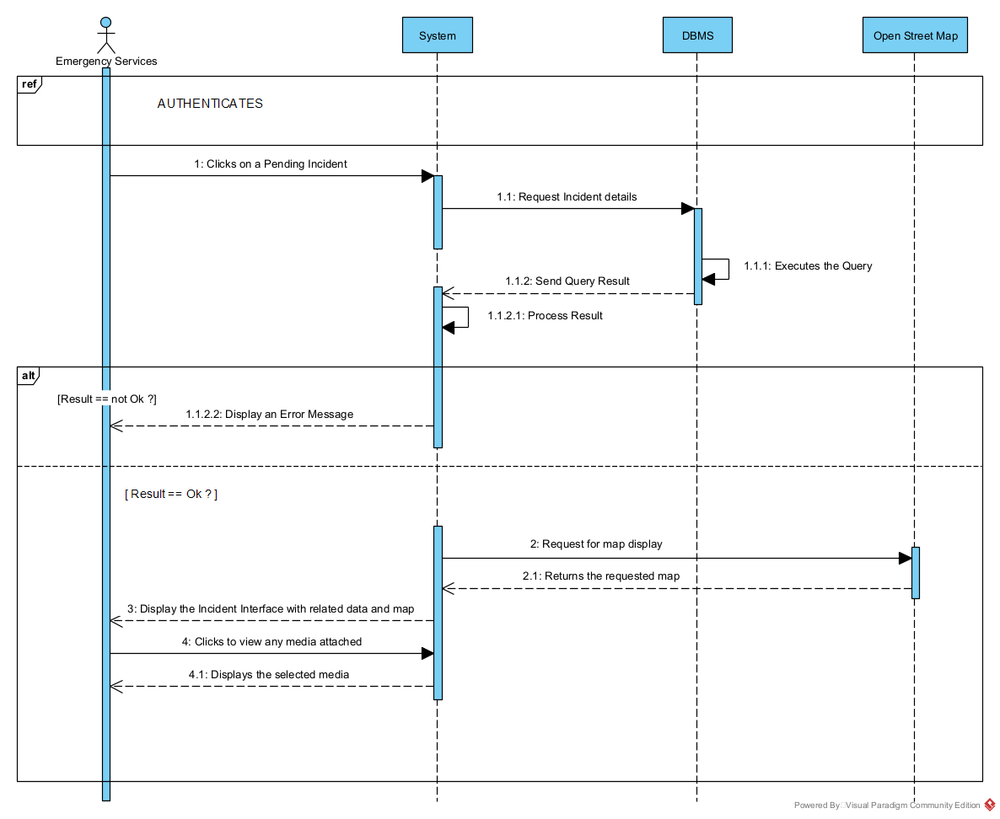 System
DBMS
Open Street Map
Emergency Services
ref
AUTHENTICATES
1: Clicks on a Pending Incident
1.1: Request Incident details
1.1.1: Executes the Query
1.1.2: Send Query Result
1.1.2.1: Process Result
alt
[Result == not Ok ?]
1.1.2.2: Display an Error Message
[ Result == Ok ? ]
2: Request for map display
2.1: Returns the requested map
3: Display the Incident Interface with related data and map
4: Clicks to view any media attached
4.1: Displays the selected media
Powered By Visual Paradigm Community Edition